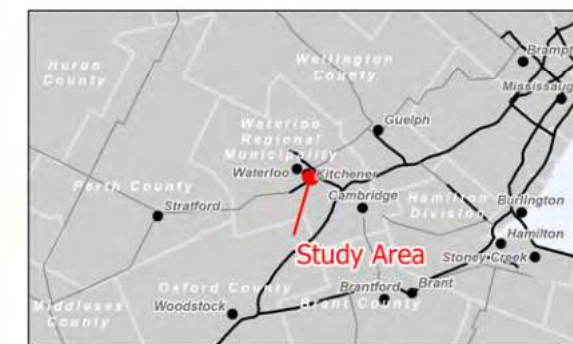 Brampt
Huron
County
Wellington
County
Mississaug
Guelph
Waterloo
Regional
Municipality
Waterloo
Kitchener
Perth County
Cambridge
Hamilton
Division
Burlington
Stratford
Hamilton
Study Area
Stoney Creek
Oxford County
Middlesex
County
Woodstock
Brantford
Brant
Brant County